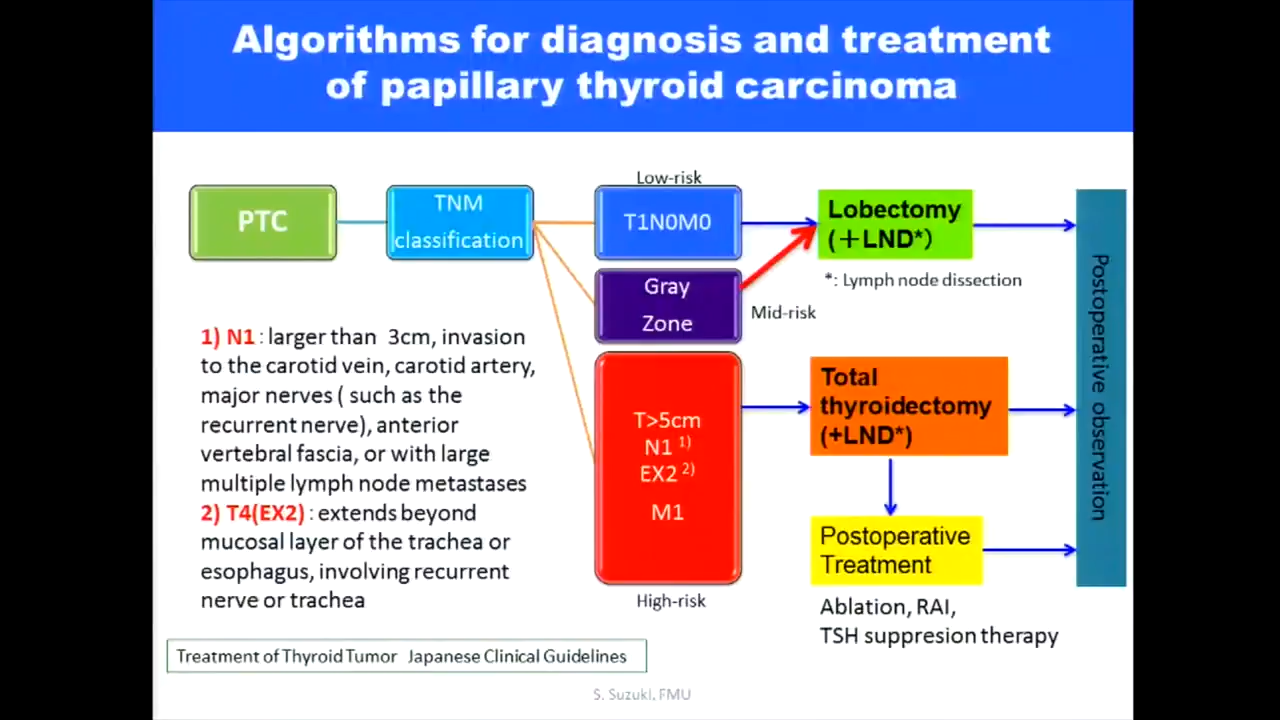 Algorithms for diagnosis and treatment
of papillary thyroid carcinoma
PTC
TNM
classification
Low-risk
T1N0M0
Gray
Zone
Mid-risk
T>5cm
N1 1)
EX2 2)
M1
High-risk
Lobectomy
(＋LND*)
*: Lymph node dissection
Total
thyroidectomy
(+LND*)
Postoperative
Treatment
Ablation, RAI,
TSH suppresion therapy
Postoperative observation
1) N1 : larger than 3cm, invasion
to the carotid vein, carotid artery,
major nerves ( such as the
recurrent nerve), anterior
vertebral fascia, or with large
multiple lymph node metastases
2) T4(EX2) : extends beyond
mucosal layer of the trachea or
esophagus, involving recurrent
nerve or trachea
Treatment of Thyroid Tumor Japanese Clinical Guidelines
S. Suzuki, FMU